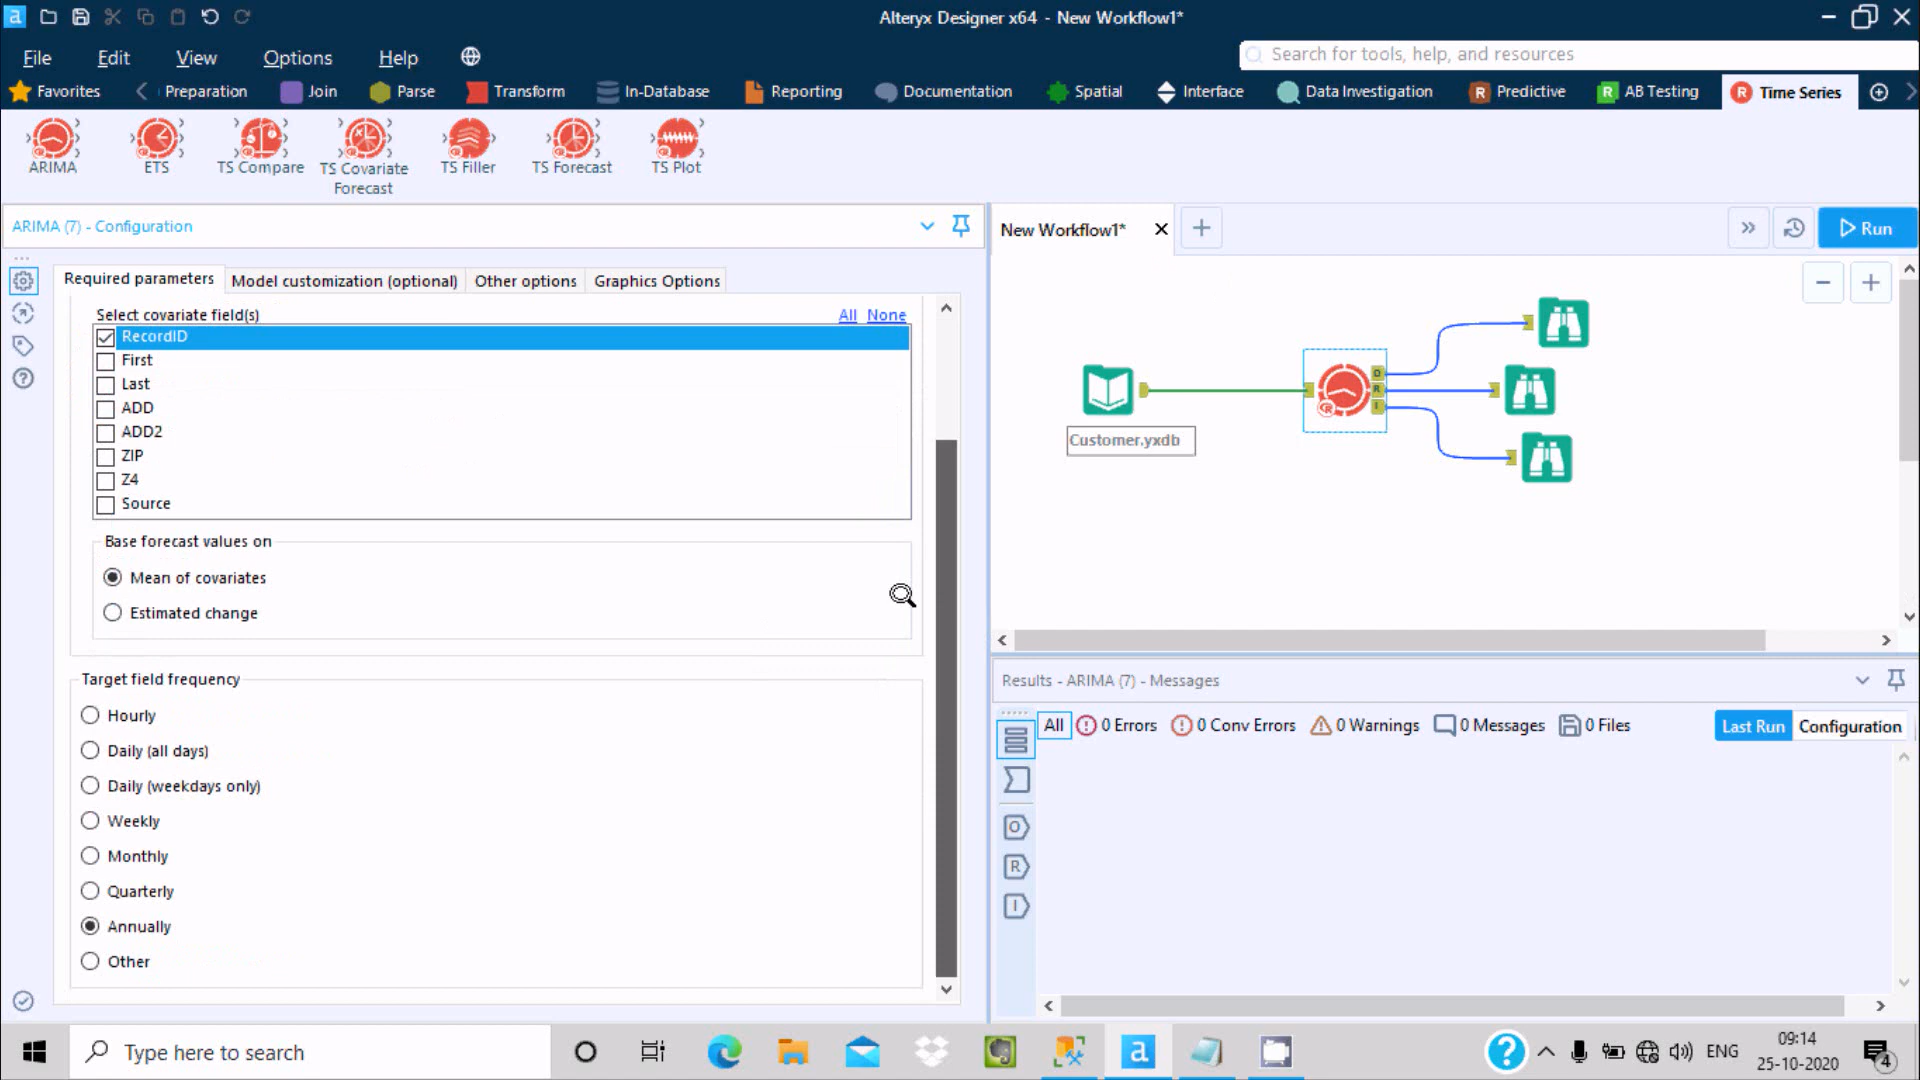 Alteryx Designer x64 - New Workflow1*
File Edit View Options Help
Search for tools, help, and resources
Favorites Preparation Join Parse Transform In-Database Reporting Documentation Spatial Interface Data Investigation Predictive AB Testing Time Series
ARIMA ETS TS Compare TS Covariate Forecast TS Filler TS Forecast TS Plot
ARIMA (7) - Configuration
Required parameters Model customization (optional) Other options Graphics Options
Select covariate field(s) All None
RecordID
First
Last
ADD
ADD2
ZIP
Z4
Source
Base forecast values on
Mean of covariates
Estimated change
Target field frequency
Hourly
Daily (all days)
Daily (weekdays only)
Weekly
Monthly
Quarterly
Annually
Other
New Workflow1*
Run
O
R
I
Customer.yxdb
Results - ARIMA (7) - Messages
All 0 Errors 0 Conv Errors 0 Warnings 0 Messages 0 Files Last Run Configuration
O
R
I
Type here to search
ENG
09:14
25-10-2020
4